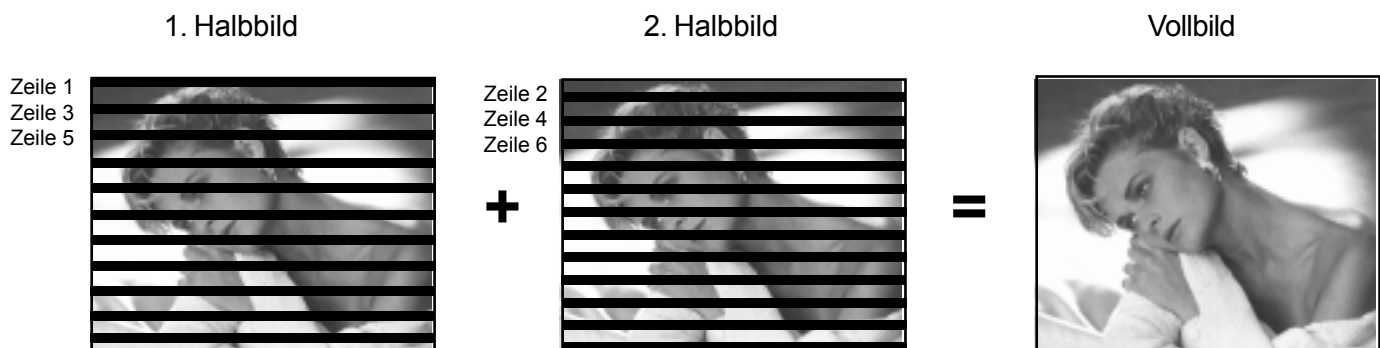 1. Halbbild
2. Halbbild
Vollbild
Zeile 1
Zeile 3
Zeile 5
Zeile 2
Zeile 4
Zeile 6
+
=